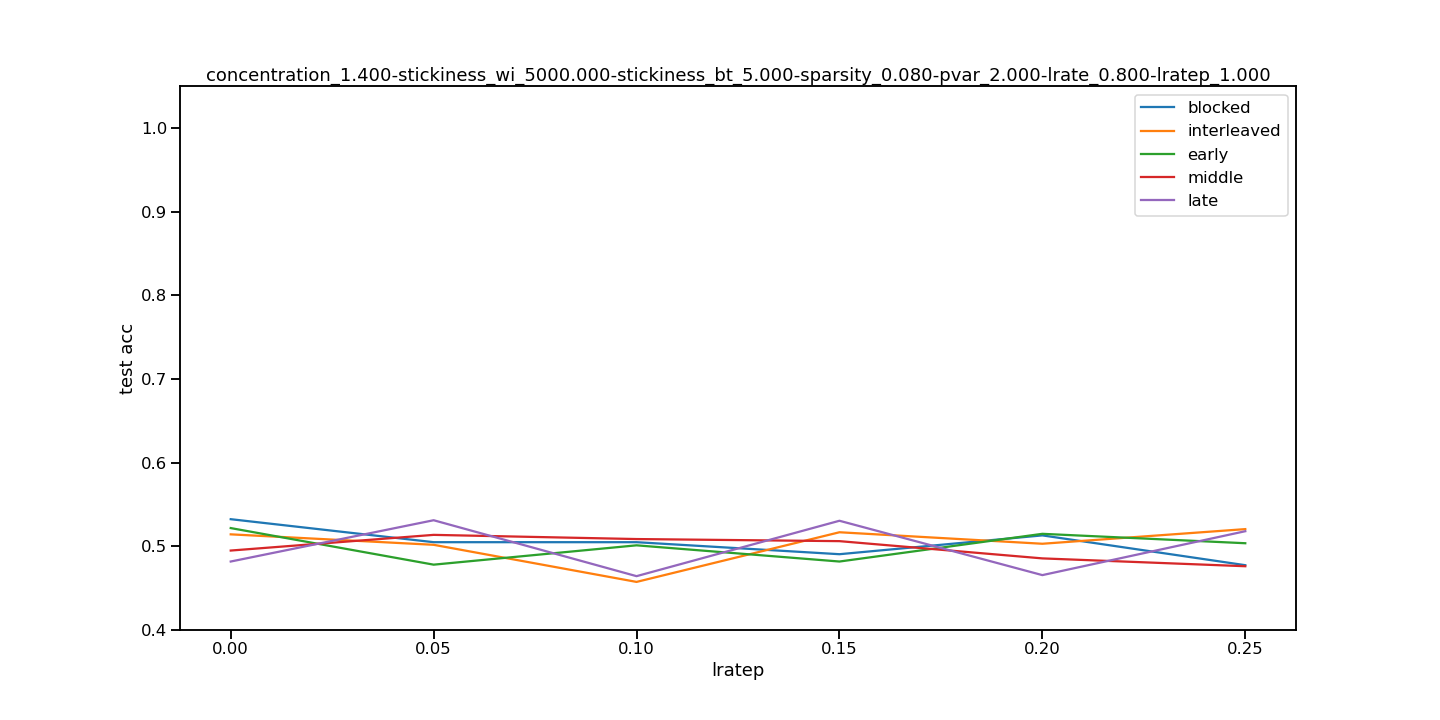 concentration_1.400-stickiness_wi_5000.000-stickiness_bt_5.000-sparsity_0.080-pvar_2.000-lrate_0.800-lratep_1.000
blocked
interleaved
early
middle
late
1.0
0.9
0.8
0.7
0.6
0.5
0.4
test acc
0.00 0.05 0.10 0.15 0.20 0.25
lratep